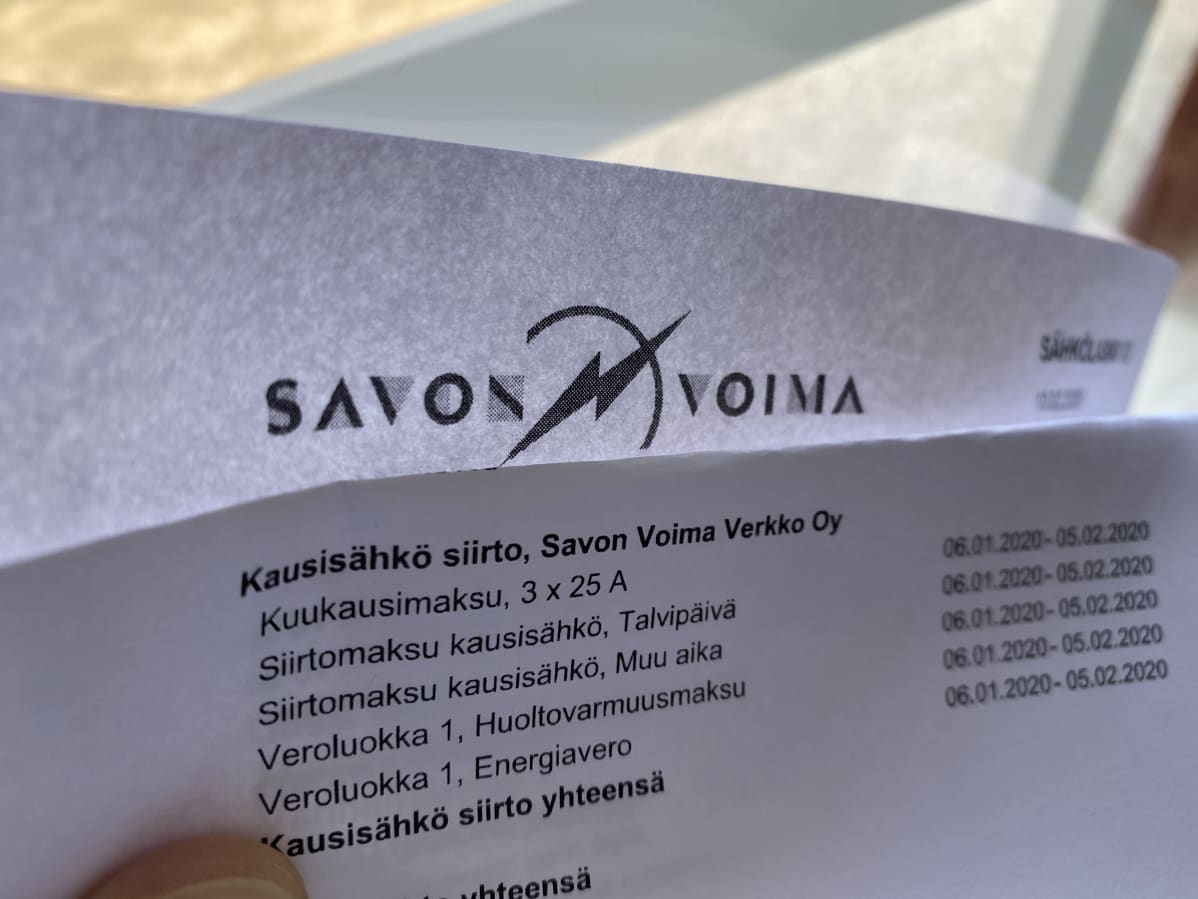 SAVON VOIMA
Kausisähkö siirto, Savon Voima Verkko Oy
Kuukausimaksu, 3 x 25 A 06.01.2020- 05.02.2020
Siirtomaksu kausisähkö, Talvipäivä 06.01.2020- 05.02.2020
Siirtomaksu kausisähkö, Muu aika 06.01.2020- 05.02.2020
Veroluokka 1, Huoltovarmuusmaksu 06.01.2020- 05.02.2020
Veroluokka 1, Energiavero 06.01.2020- 05.02.2020
Kausisähkö siirto yhteensä
yhteensä